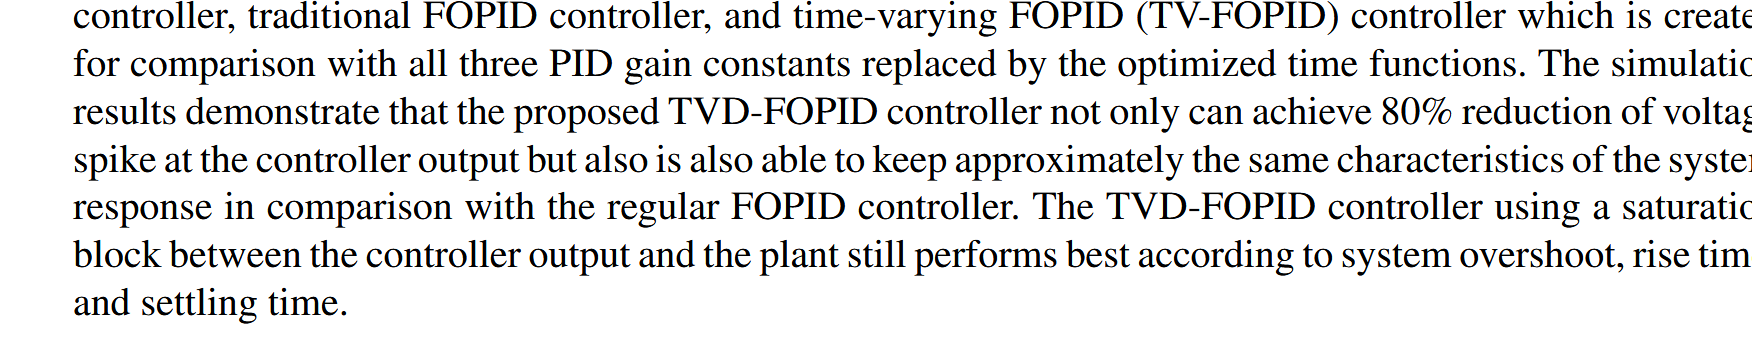 controller, traditional FOPID controller, and time-varying FOPID (TV-FOPID) controller which is create
for comparison with all three PID gain constants replaced by the optimized time functions. The simulatio
results demonstrate that the proposed TVD-FOPID controller not only can achieve 80% reduction of voltag
spike at the controller output but also is also able to keep approximately the same characteristics of the syste
response in comparison with the regular FOPID controller. The TVD-FOPID controller using a saturatio
block between the controller output and the plant still performs best according to system overshoot, rise tim
and settling time.